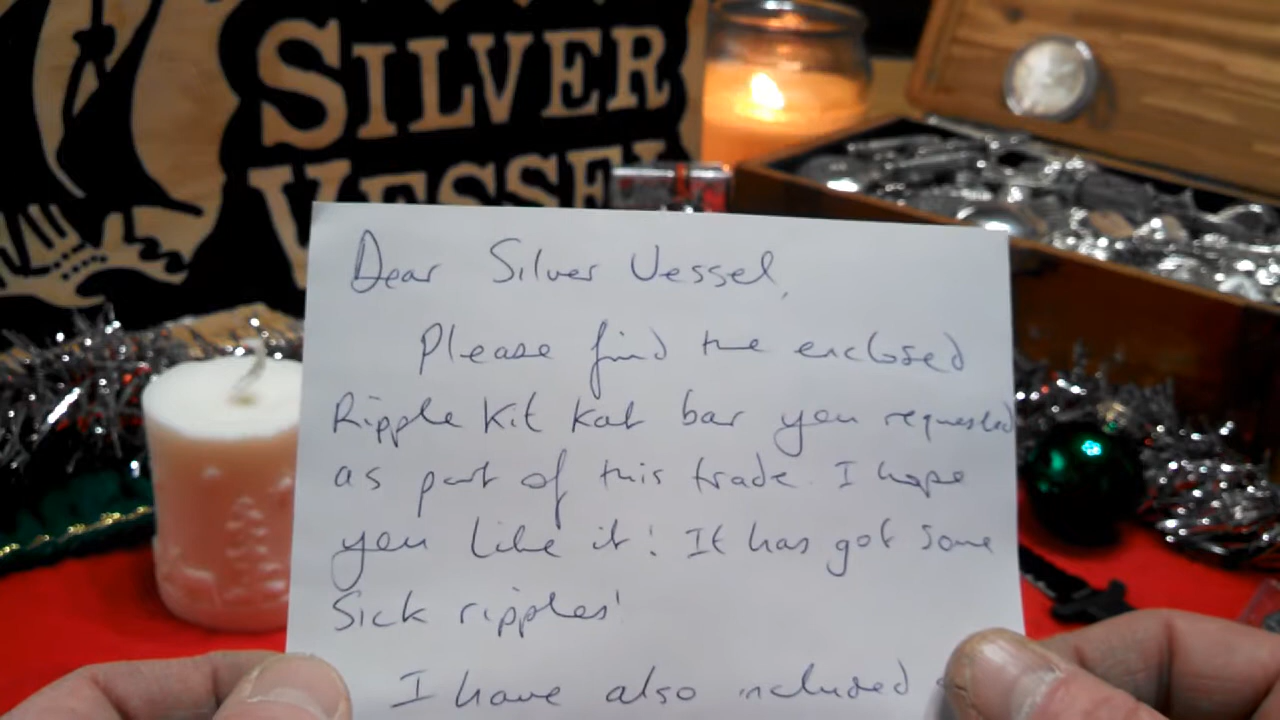 SILVER
VESSEL
Dear Silver Vessel,
Please find the enclosed
Ripple Kit Kat bar you requested
as part of this trade. I hope
you like it! It has got some
Sick ripples!
I have also included